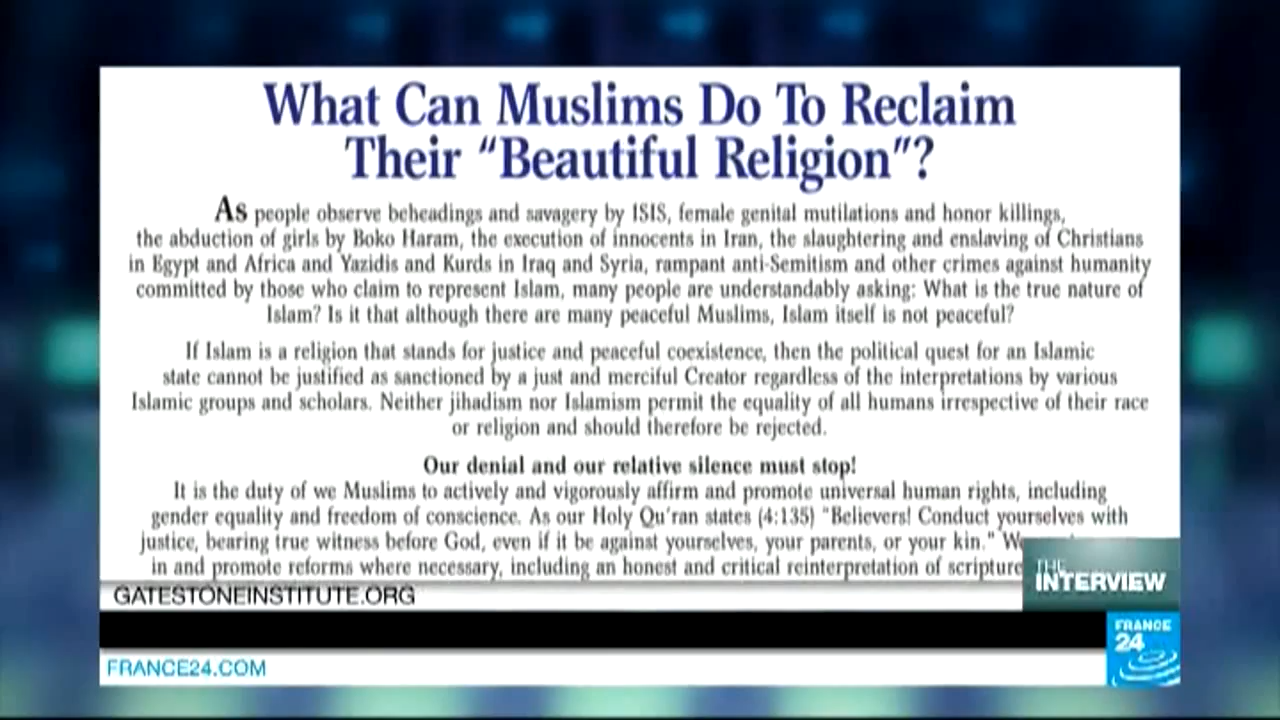 What Can Muslims Do To Reclaim
Their “Beautiful Religion”?
As people observe beheadings and savagery by ISIS, female genital mutilations and honor killings,
the abduction of girls by Boko Haram, the execution of innocents in Iran, the slaughtering and enslaving of Christians
in Egypt and Africa and Yazidis and Kurds in Iraq and Syria, rampant anti-Semitism and other crimes against humanity
committed by those who claim to represent Islam, many people are understandably asking: What is the true nature of
Islam? Is it that although there are many peaceful Muslims, Islam itself is not peaceful?
If Islam is a religion that stands for justice and peaceful coexistence, then the political quest for an Islamic
state cannot be justified as sanctioned by a just and merciful Creator regardless of the interpretations by various
Islamic groups and scholars. Neither jihadism nor Islamism permit the equality of all humans irrespective of their race
or religion and should therefore be rejected.
Our denial and our relative silence must stop!
It is the duty of we Muslims to actively and vigorously affirm and promote universal human rights, including
gender equality and freedom of conscience. As our Holy Qu'ran states (4:135) “Believers! Conduct yourselves with
justice, bearing true witness before God, even if it be against yourselves, your parents, or your kin.”
in and promote reforms where necessary, including an honest and critical reinterpretation of scripture
THE
INTERVIEW
GATESTONEINSTITUTE.ORG
FRANCE
24
FRANCE24.COM